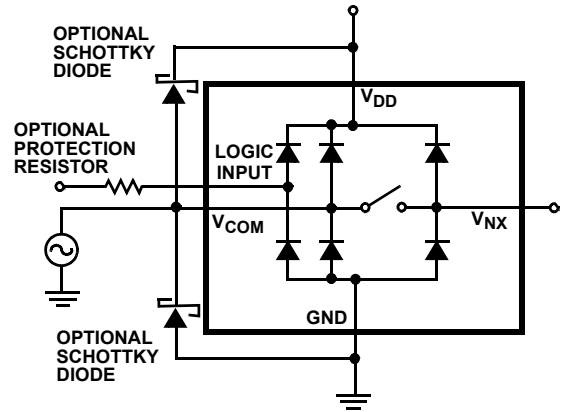 OPTIONAL
SCHOTTKY
DIODE
VDD
OPTIONAL
PROTECTION
RESISTOR
LOGIC
INPUT
VCOM
VNX
GND
OPTIONAL
SCHOTTKY
DIODE